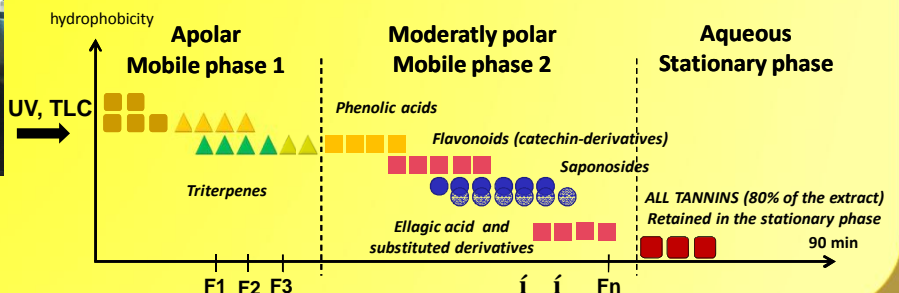 hydrophobicity
Apolar
Mobile phase 1
Moderatly polar
Mobile phase 2
Aqueous
Stationary phase
UV, TLC
Phenolic acids
Flavonoids (catechin-derivatives)
Saponosides
Triterpenes
ALL TANNINS (80% of the extract)
Retained in the stationary phase
Ellagic acid and
substituted derivatives
90 min
F1 F2 F3 í í Fn